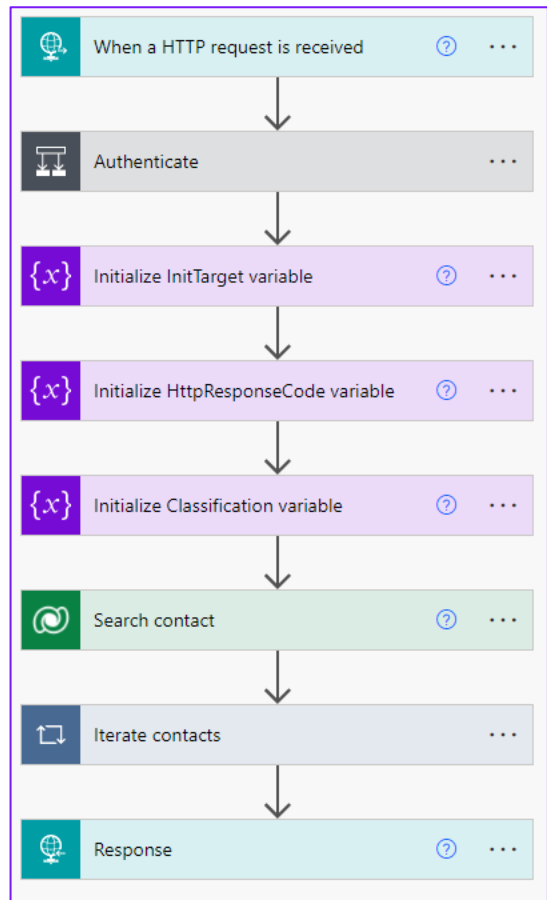 When a HTTP request is received
Authenticate
{x} Initialize InitTarget variable
{x} Initialize HttpResponseCode variable
{x} Initialize Classification variable
Search contact
Iterate contacts
Response